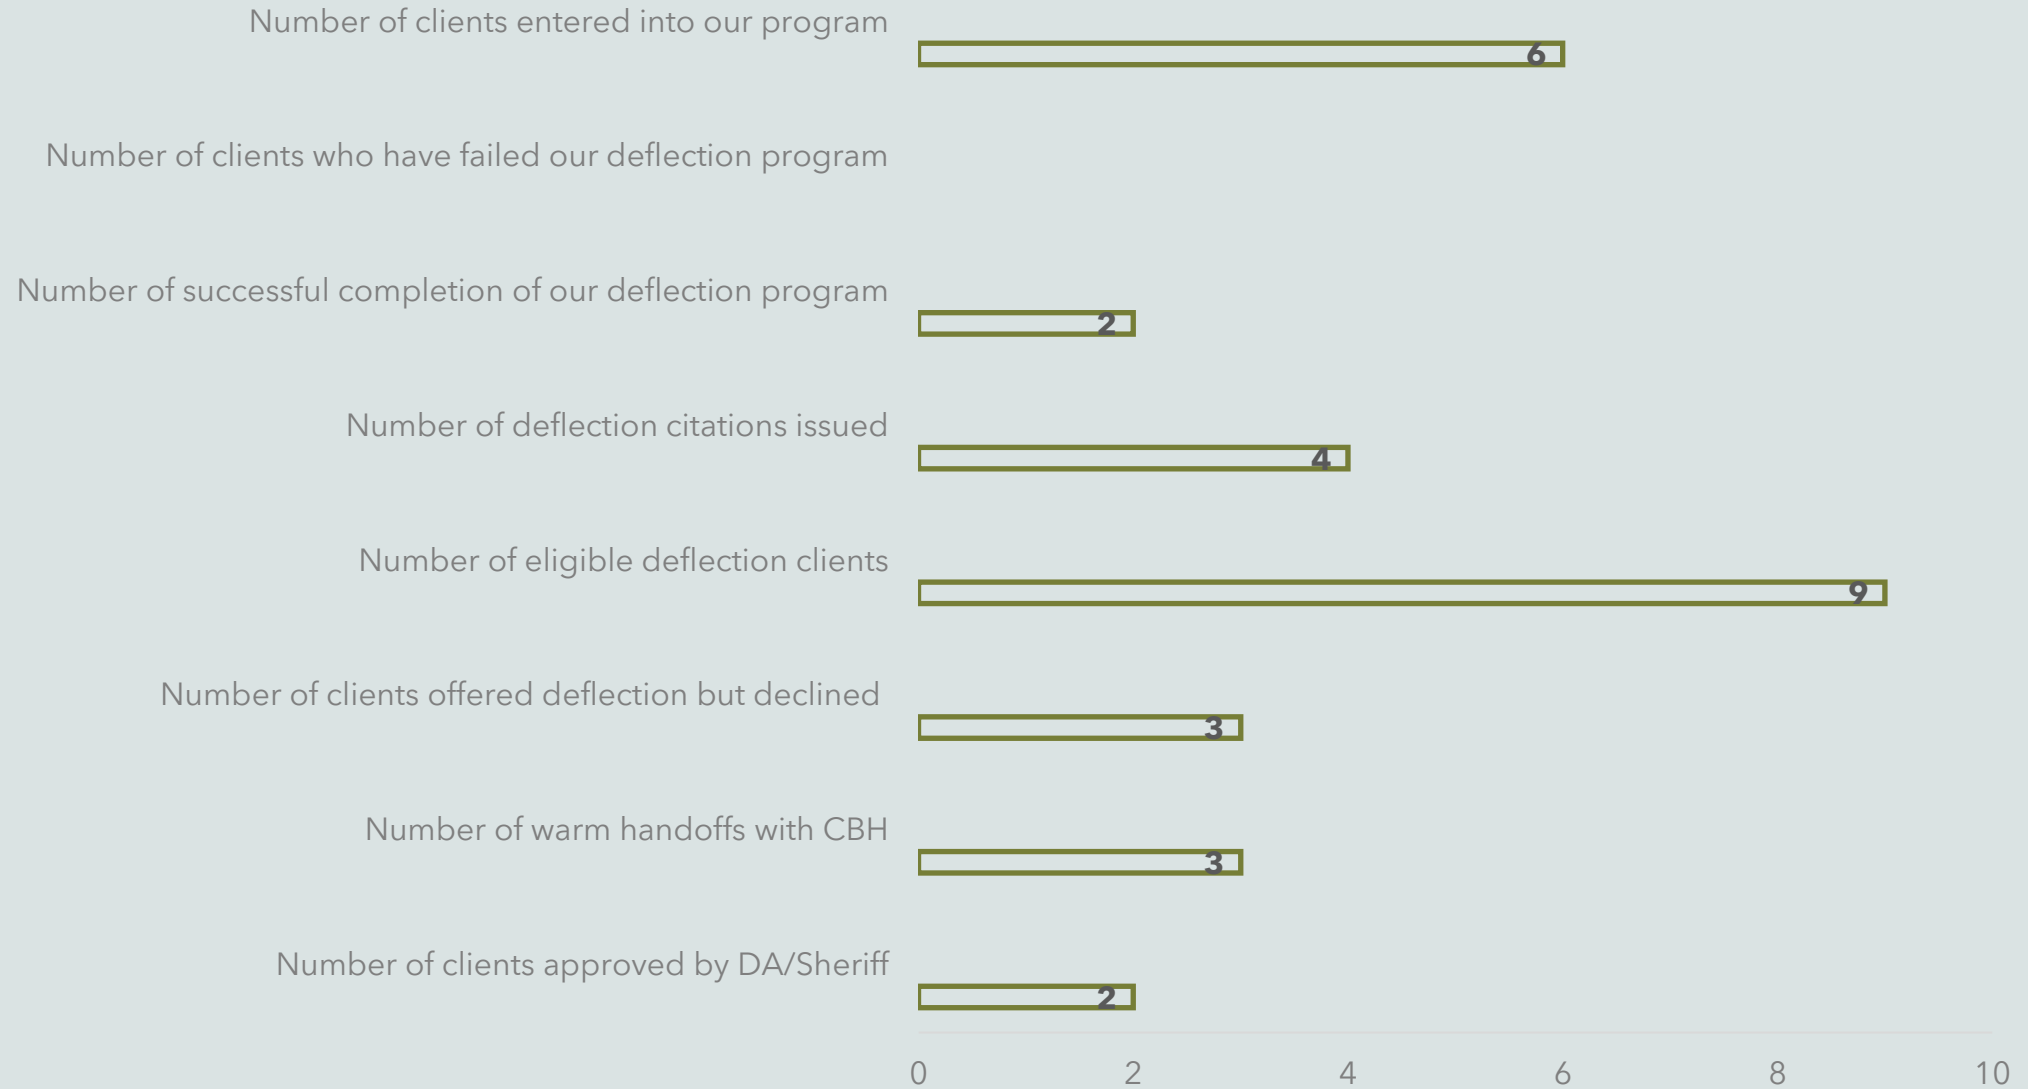 Number of clients entered into our program
6
Number of clients who have failed our deflection program
Number of successful completion of our deflection program
2
Number of deflection citations issued
4
Number of eligible deflection clients
9
Number of clients offered deflection but declined
3
Number of warm handoffs with CBH
3
Number of clients approved by DA/Sheriff
2
0 2 4 6 8 10